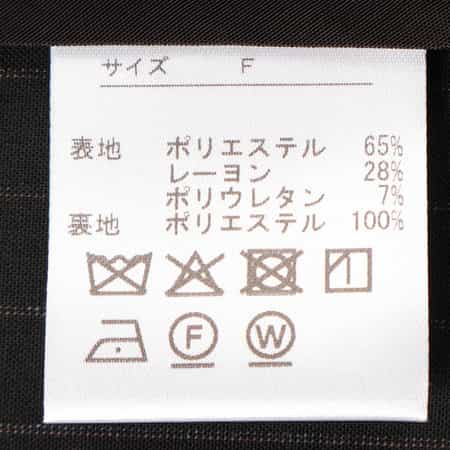 サイズ F
表地 ポリエステル 65%
レーヨン 28%
ポリウレタン 7%
裏地 ポリエステル 100%
F W